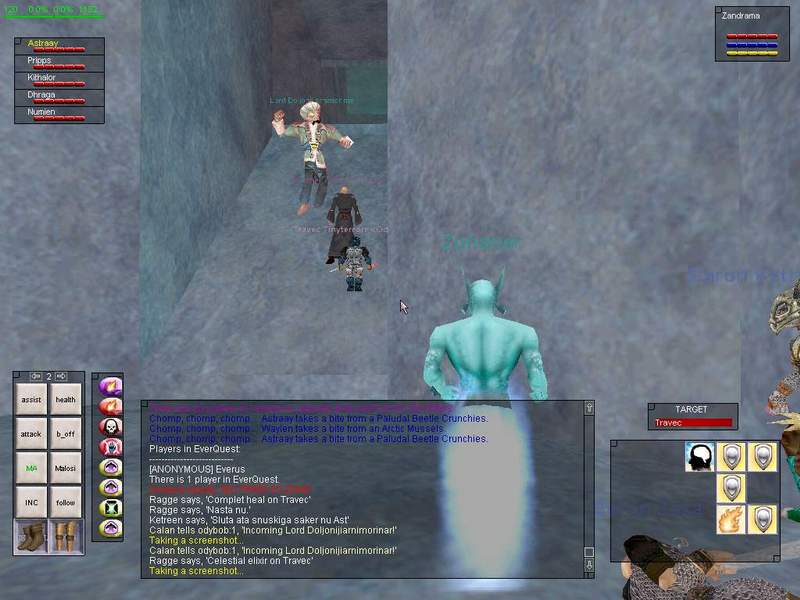 Zandrama
Astraay
Pripps
Kithalor
Dhraga
Numien
2
assist
health
attack
b_off
MA
Malosi
INC
follow
TARGET
Travec
Chomp, chomp, chomp... Astraay takes a bite from a Paludal Beetle Crunchies.
Chomp, chomp, chomp... Waylen takes a bite from an Arctic Mussels.
Chomp, chomp, chomp... Astraay takes a bite from a Paludal Beetle Crunchies.
Players in EverQuest:
---------------------------
[ANONYMOUS] Everus
There is 1 player in EverQuest.
Ragge says, 'Complet heal on Travec'
Ragge says, 'Nasta nu.'
Ketreen says, 'Sluta ata snuskiga saker nu Ast'
Calan tells odybob:1, 'Incoming Lord Doljonijiarnimorinar!'
Taking a screenshot...
Calan tells odybob:1, 'Incoming Lord Doljonijiarnimorinar!'
Ragge says, 'Celestial elixir on Travec'
Taking a screenshot...